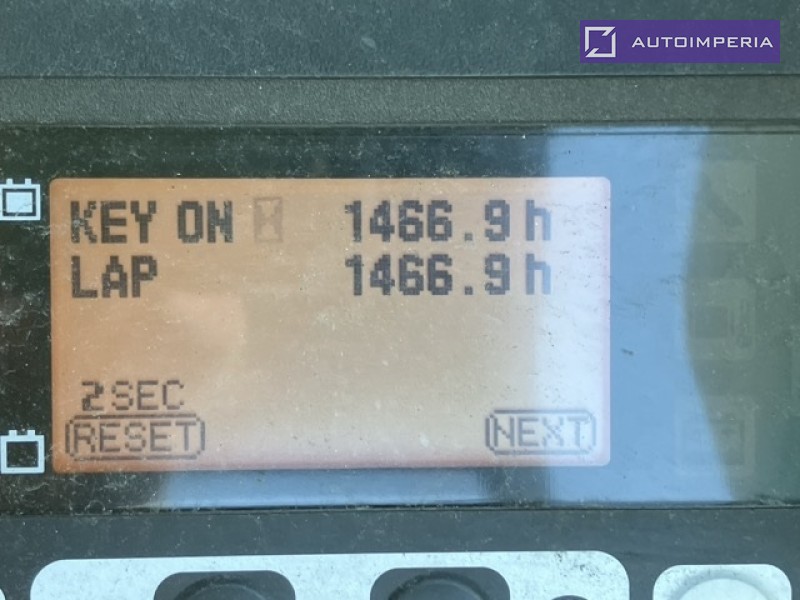 AUTOIMPERIA
KEY ON 1466.9 h
LAP 1466.9 h
2 SEC
RESET NEXT